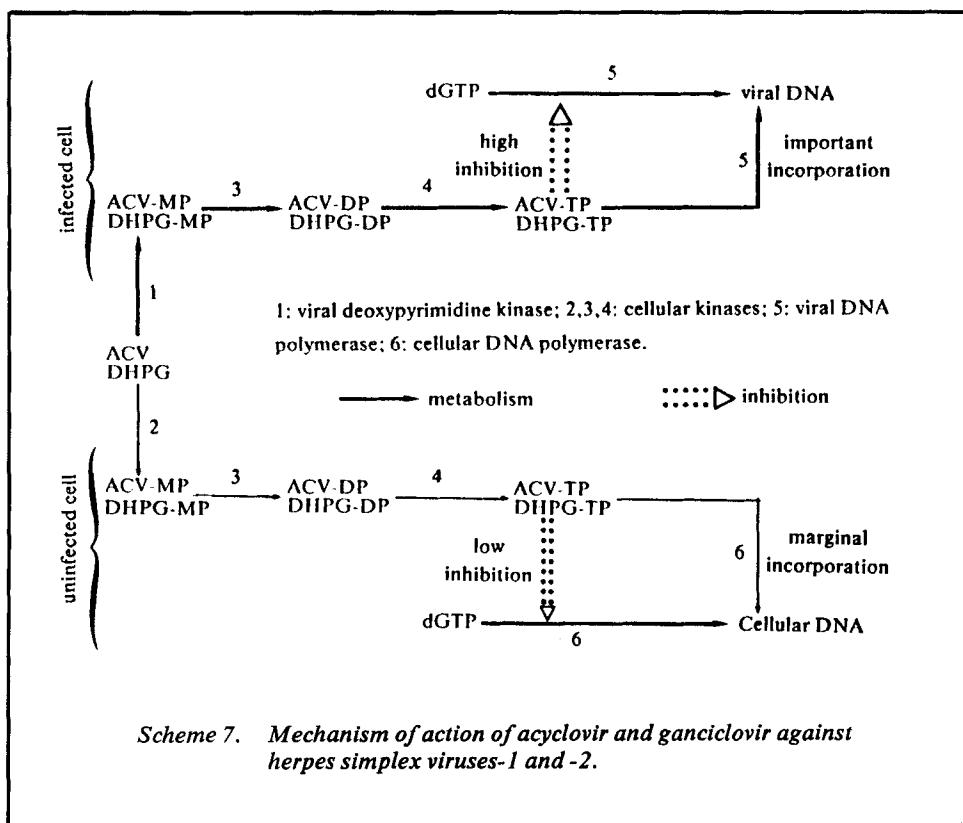 5
dGTP
viral DNA
high
inhibition
important
incorporation
5
infected cell
ACV-MP
DHPG-MP
3
ACV-DP
DHPG-DP
4
ACV-TP
DHPG-TP
1
1: viral deoxypyrimidine kinase; 2,3,4: cellular kinases; 5: viral DNA
polymerase; 6: cellular DNA polymerase.
ACV
DHPG
metabolism
inhibition
2
uninfected cell
ACV-MP
DHPG-MP
3
ACV-DP
DHPG-DP
4
ACV-TP
DHPG-TP
low
inhibition
6
marginal
incorporation
dGTP
6
Cellular DNA
Scheme 7. Mechanism of action of acyclovir and ganciclovir against
herpes simplex viruses-1 and -2.